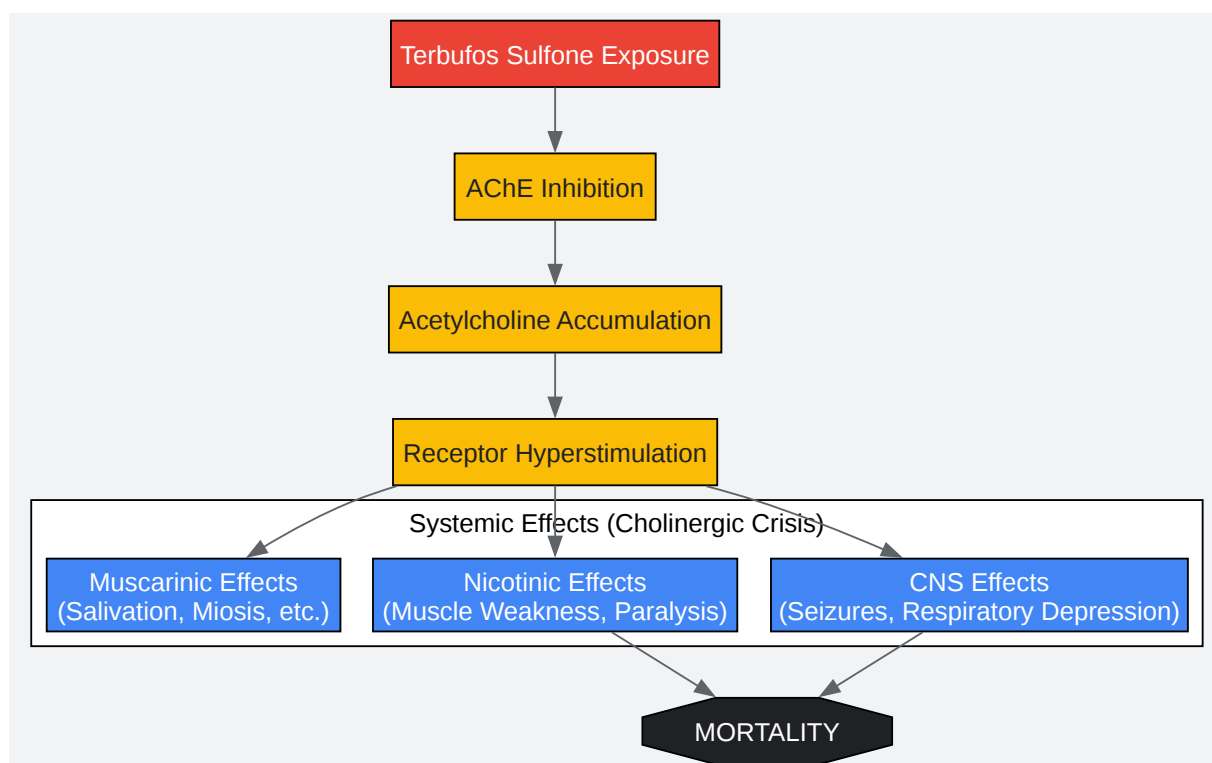 Terbufos Sulfone Exposure
AChE Inhibition
Acetylcholine Accumulation
Receptor Hyperstimulation
Systemic Effects (Cholinergic Crisis)
Muscarinic Effects
(Salivation, Miosis, etc.)
Nicotinic Effects
(Muscle Weakness, Paralysis)
CNS Effects
(Seizures, Respiratory Depression)
MORTALITY